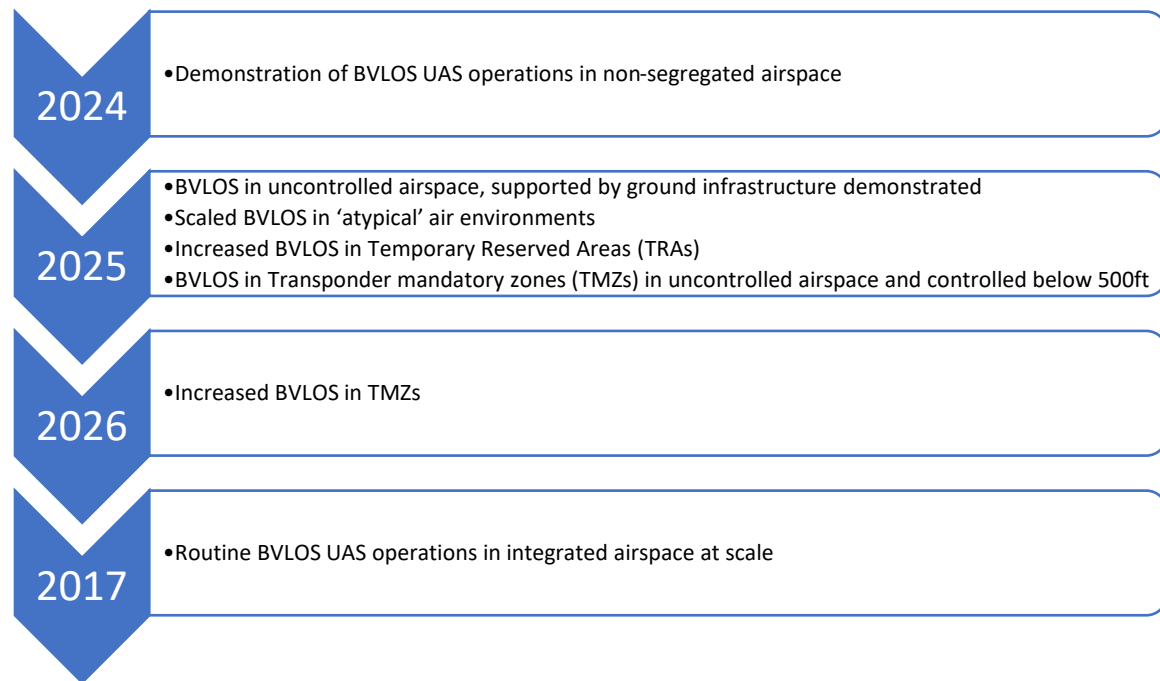 2024
•Demonstration of BVLOS UAS operations in non-segregated airspace
2025
•BVLOS in uncontrolled airspace, supported by ground infrastructure demonstrated
•Scaled BVLOS in ‘atypical’ air environments
•Increased BVLOS in Temporary Reserved Areas (TRAs)
•BVLOS in Transponder mandatory zones (TMZs) in uncontrolled airspace and controlled below 500ft
2026
•Increased BVLOS in TMZs
2017
•Routine BVLOS UAS operations in integrated airspace at scale